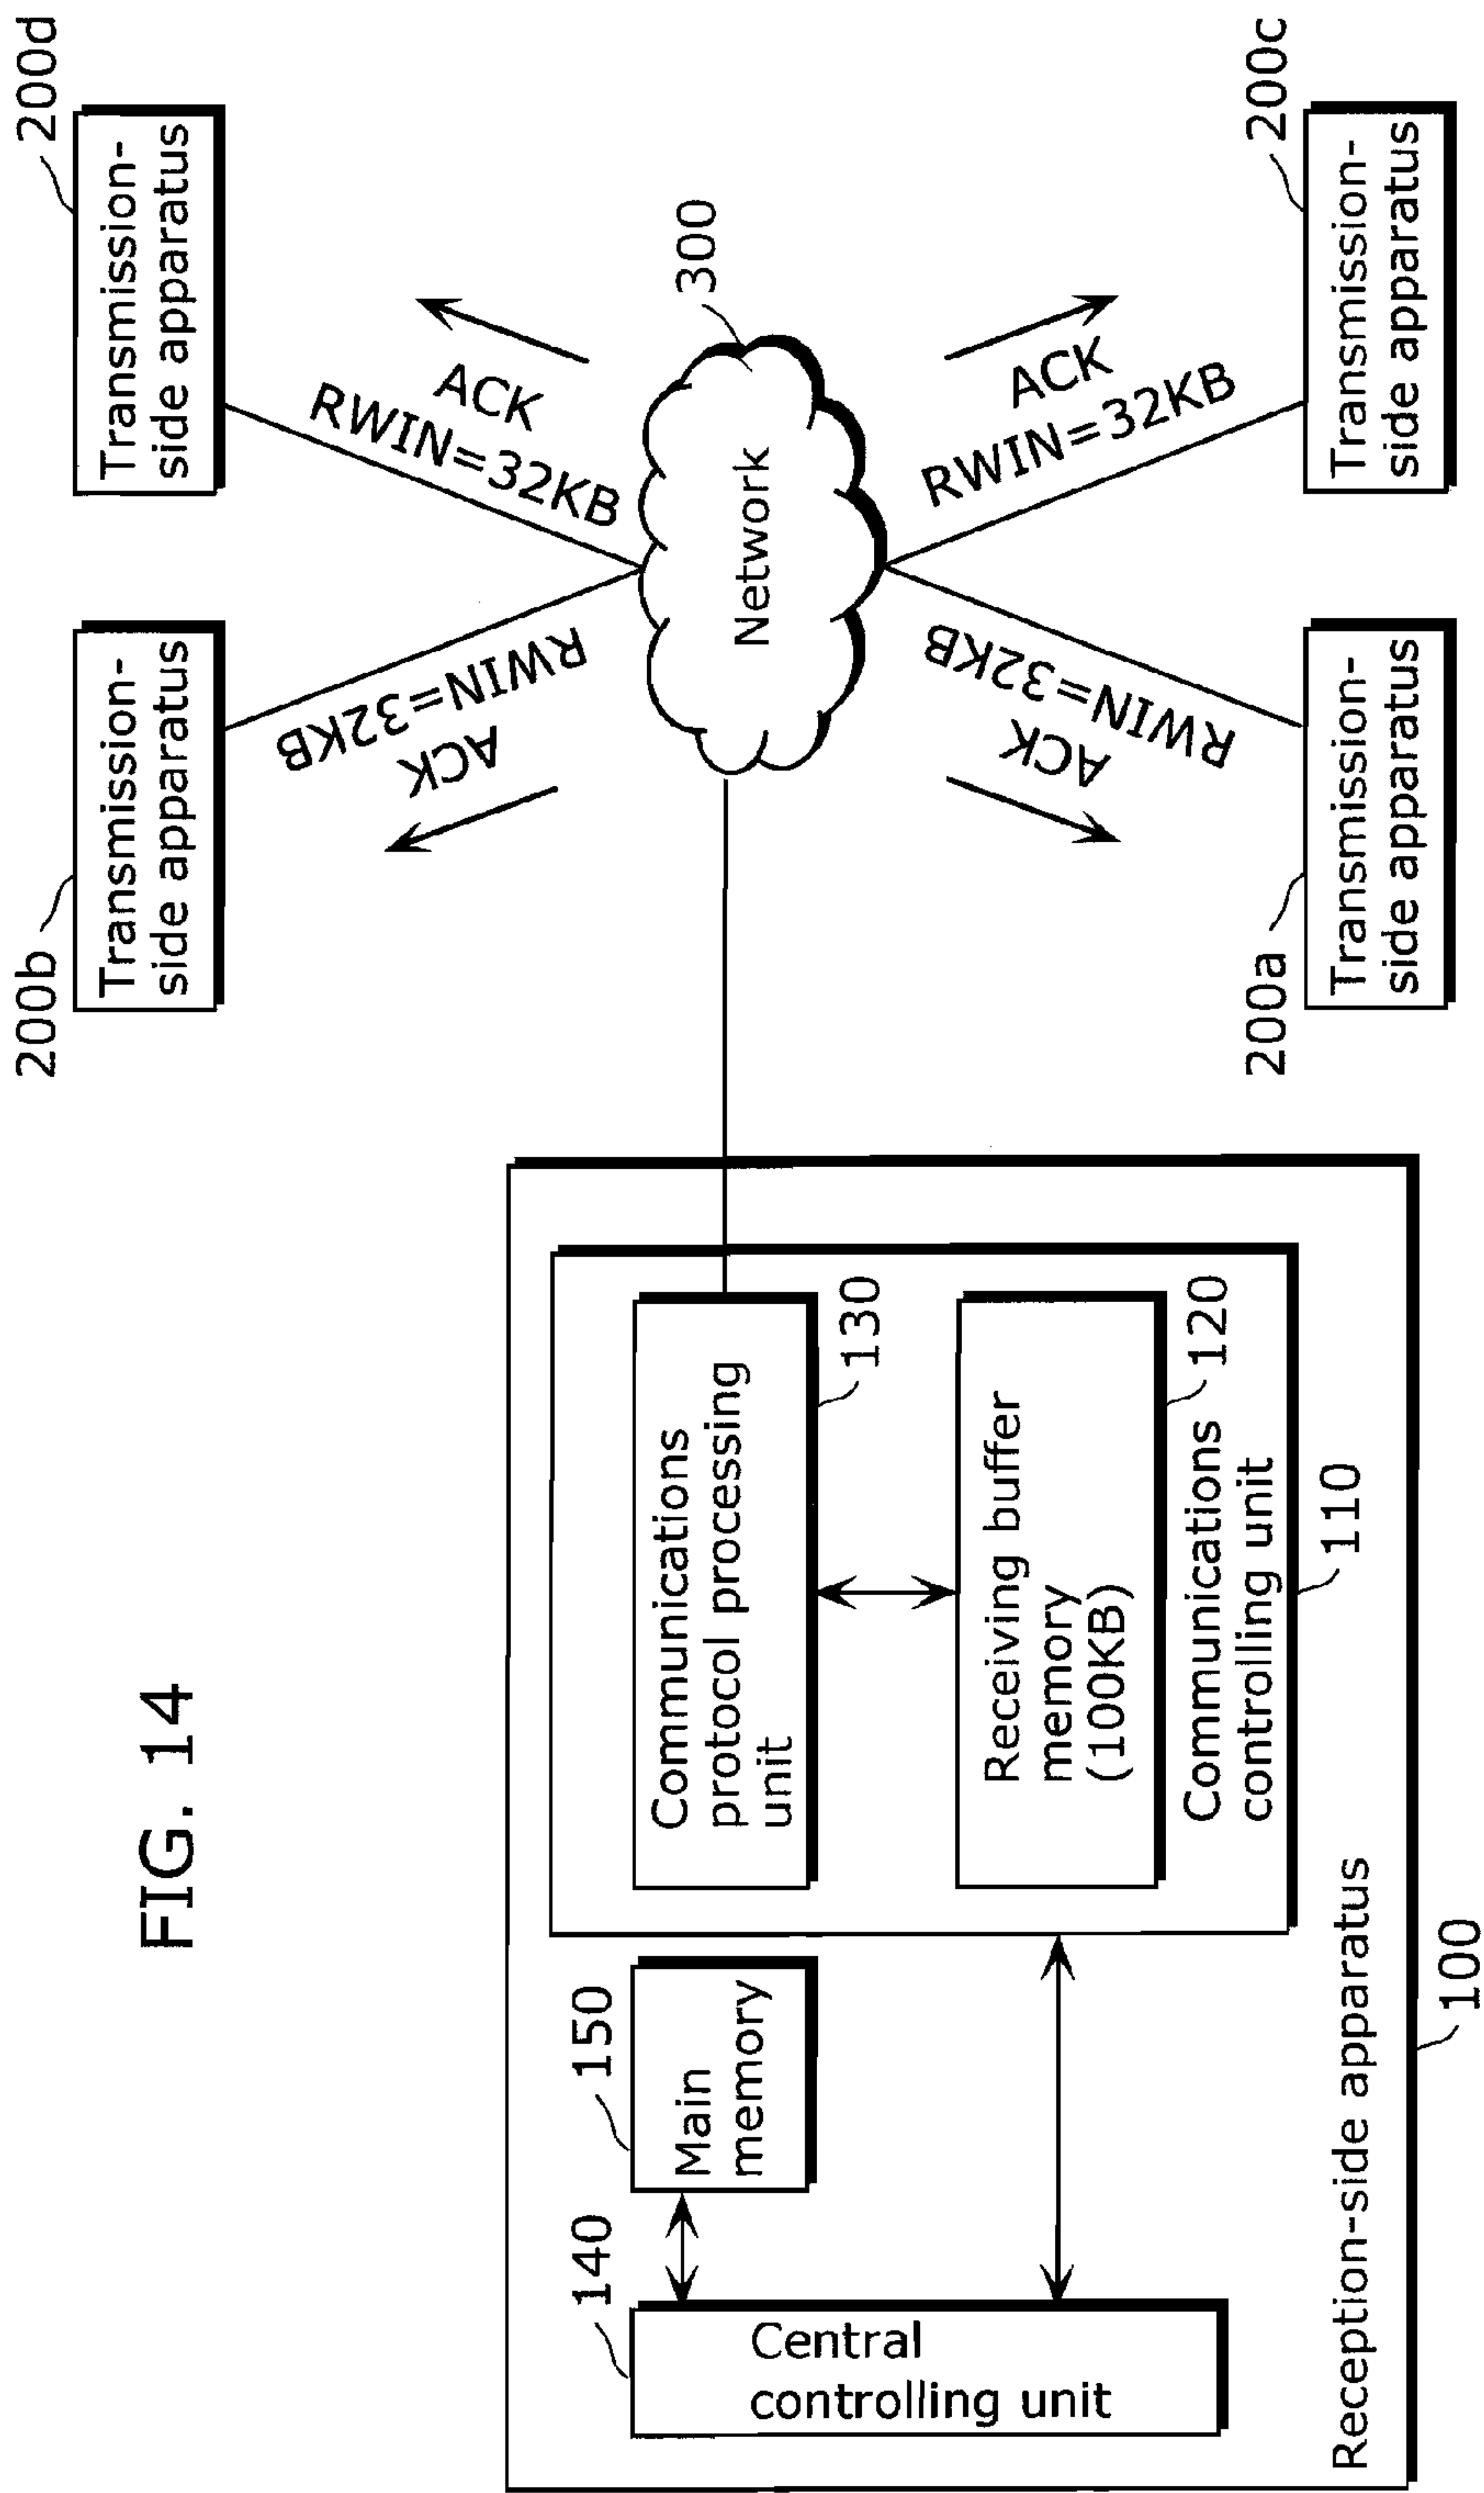 FIG. 14
200b
Transmission-
side apparatus
200d
Transmission-
side apparatus
RWIN=32KB
ACK
ACK
RWIN=32KB
300
Network
140
Central
controlling unit
150
Main
memory
Communications
protocol processing
unit
130
Receiving buffer
memory
(100KB)
120
Communications
controlling unit
110
Reception-side apparatus
100
RWIN=32KB
ACK
ACK
RWIN=32KB
200a
Transmission-
side apparatus
200c
Transmission-
side apparatus